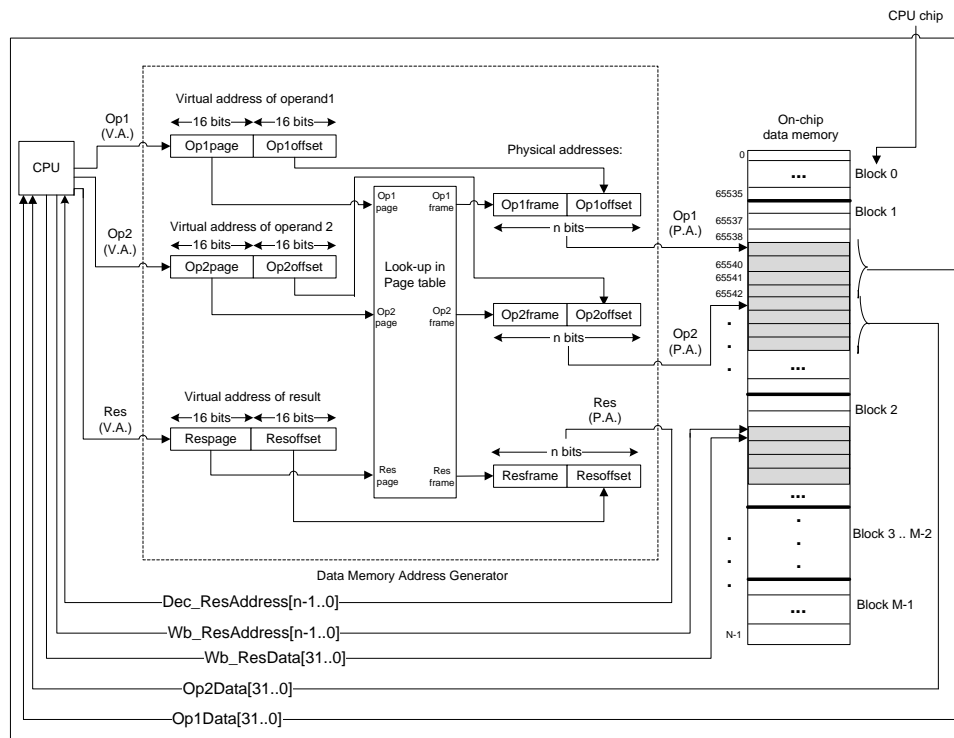 CPU chip
Virtual address of operand1
16 bits
16 bits
Op1
(V.A.)
Op1page
Op1offset
CPU
Physical addresses:
On-chip
data memory
0
...
Block 0
65535
65537
65538
Block 1
65540
65541
65542
...
Block 2
...
Block 3 .. M-2
Block M-1
...
N-1
Op1
page
Op1
frame
Op1frame
Op1offset
n bits
Op1
(P.A.)
Op2
(V.A.)
Virtual address of operand 2
16 bits
16 bits
Op2page
Op2offset
Look-up in
Page table
Op2
page
Op2
frame
Op2frame
Op2offset
n bits
Op2
(P.A.)
Res
(V.A.)
Virtual address of result
16 bits
16 bits
Respage
Resoffset
Res
page
Res
frame
Res
(P.A.)
n bits
Resframe
Resoffset
Data Memory Address Generator
Dec_ResAddress[n-1..0]
Wb_ResAddress[n-1..0]
Wb_ResData[31..0]
Op2Data[31..0]
Op1Data[31..0]